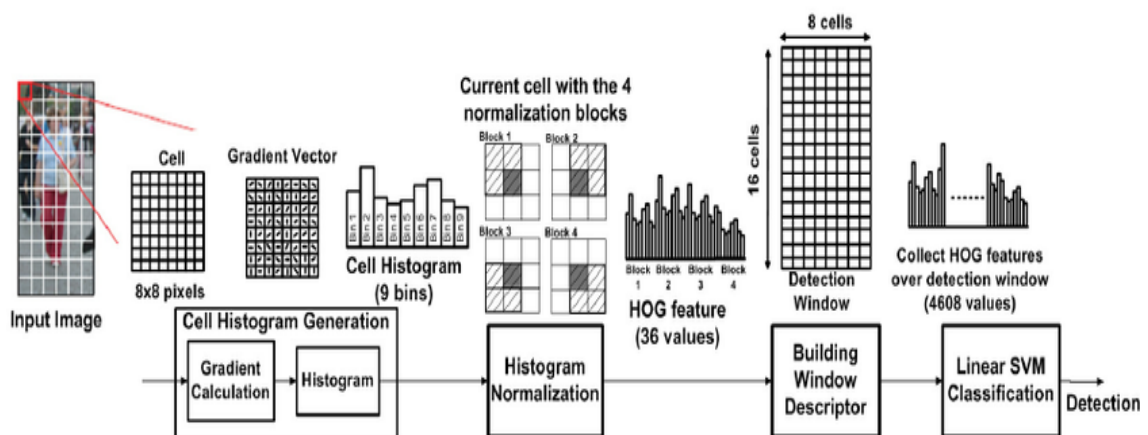 8 cells
16 cells
Current cell with the 4
normalization blocks
Block 1
Block 2
Block 3
Block 4
Cell
Gradient Vector
8x8 pixels
Input Image
Bin 1
Bin 2
Bin 3
Bin 4
Bin 5
Bin 6
Bin 7
Bin 8
Bin 9
Cell Histogram
(9 bins)
Block Block Block Block
1 2 3 4
HOG feature
(36 values)
Detection
Window
Collect HOG features
over detection window
(4608 values)
Cell Histogram Generation
Gradient
Calculation
Histogram
Histogram
Normalization
Building
Window
Descriptor
Linear SVM
Classification
Detection